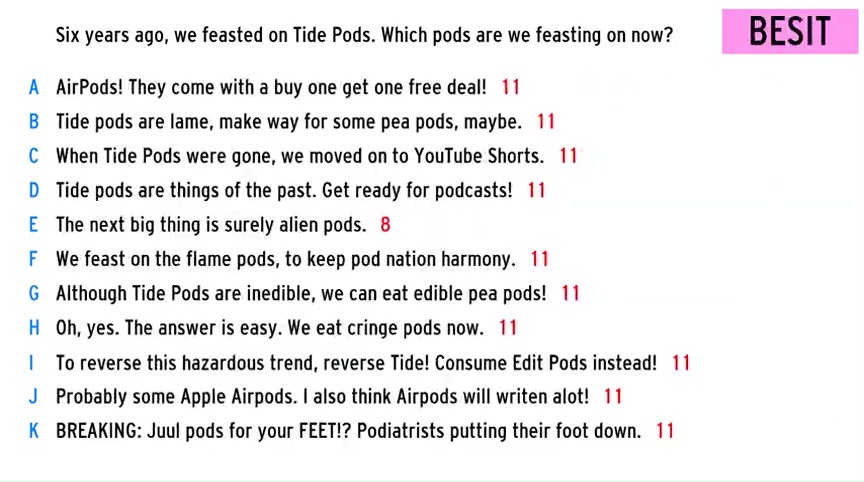 Six years ago, we feasted on Tide Pods. Which pods are we feasting on now?
BESIT
A AirPods! They come with a buy one get one free deal! 11
B Tide pods are lame, make way for some pea pods, maybe. 11
C When Tide Pods were gone, we moved on to YouTube Shorts. 11
D Tide pods are things of the past. Get ready for podcasts! 11
E The next big thing is surely alien pods. 8
F We feast on the flame pods, to keep pod nation harmony. 11
G Although Tide Pods are inedible, we can eat edible pea pods! 11
H Oh, yes. The answer is easy. We eat cringe pods now. 11
I To reverse this hazardous trend, reverse Tide! Consume Edit Pods instead! 11
J Probably some Apple Airpods. I also think Airpods will writen alot! 11
K BREAKING: Juul pods for your FEET!? Podiatrists putting their foot down. 11